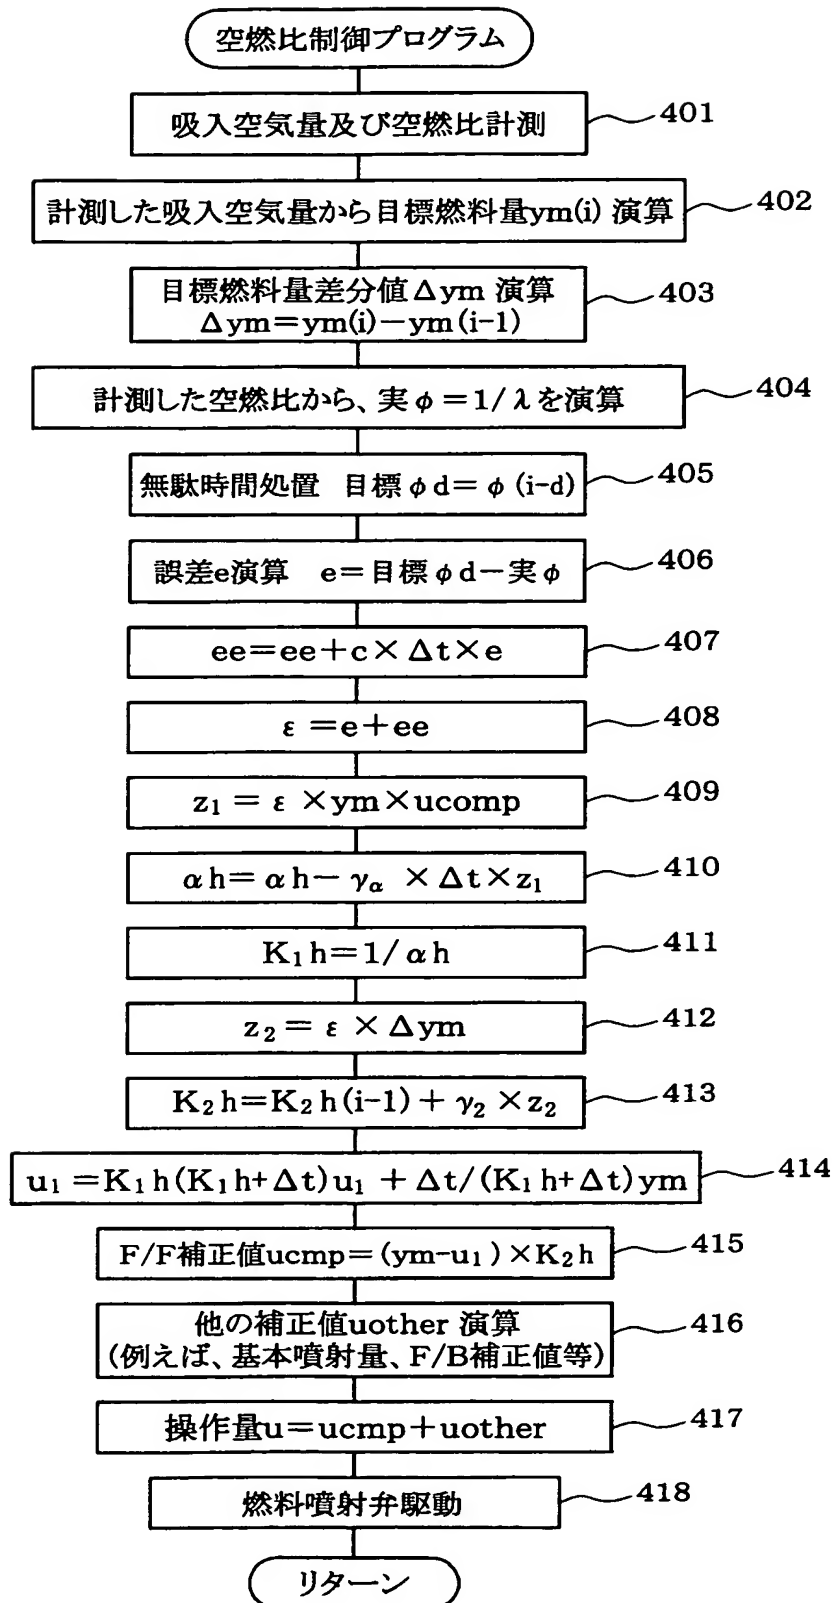 空燃比制御プログラム
吸入空気量及び空燃比計測
401
計測した吸入空気量から目標燃料量ym(i) 演算
402
目標燃料量差分値Δym 演算
Δym=ym(i)-ym(i-1)
403
計測した空燃比から、実φ=1/λを演算
404
無駄時間処置 目標φd=φ(i-d)
405
誤差e演算 e=目標φd-実φ
406
ee=ee+c×Δt×e
407
ε=e+ee
408
z₁=ε×ym×ucomp
409
αh=αh-γα×Δt×z₁
410
K₁h=1/αh
411
z₂=ε×Δym
412
K₂h=K₂h(i-1)+γ₂×z₂
413
u₁=K₁h(K₁h+Δt)u₁+Δt/(K₁h+Δt)ym
414
F/F補正値ucmp=(ym-u₁)×K₂h
415
他の補正値uother 演算
(例えば、基本噴射量、F/B補正値等)
416
操作量u=ucmp+uother
417
燃料噴射弁駆動
418
リターン